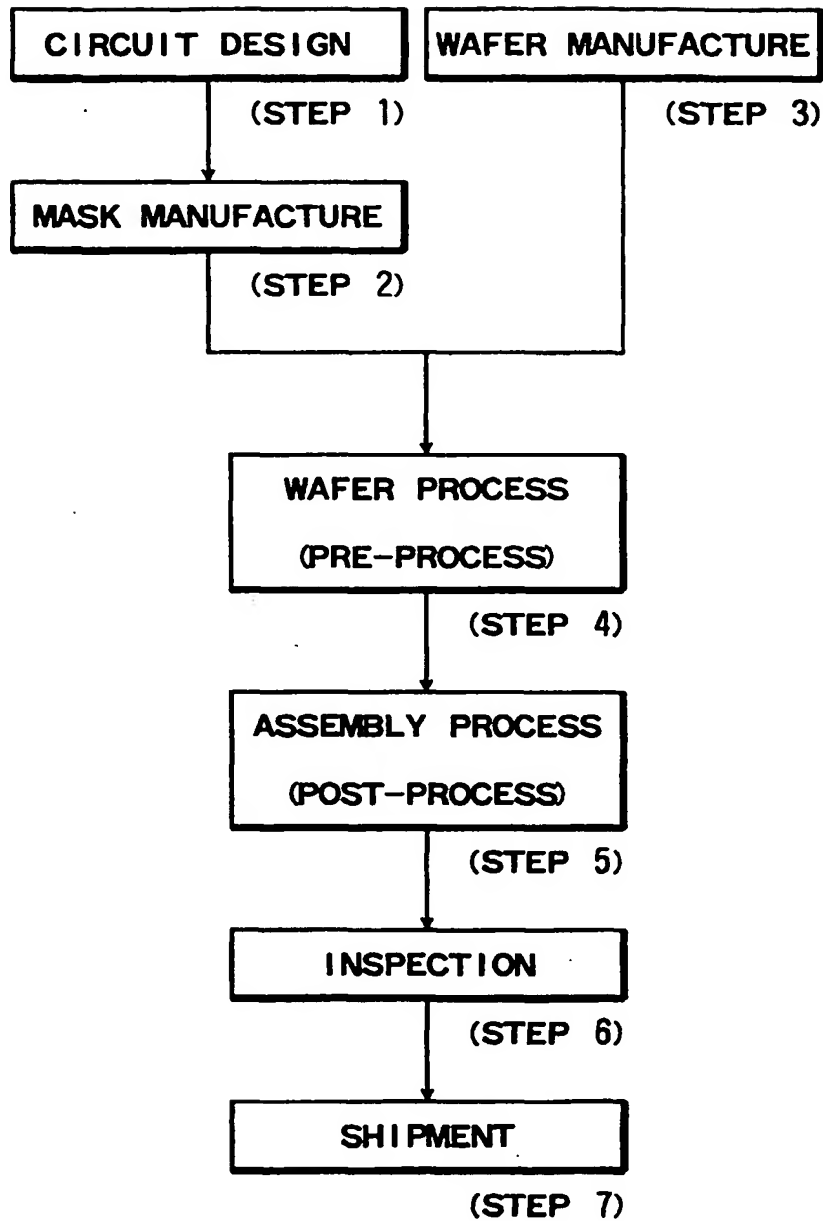 CIRCUIT DESIGN
(STEP 1)
WAFER MANUFACTURE
(STEP 3)
MASK MANUFACTURE
(STEP 2)
WAFER PROCESS
(PRE-PROCESS)
(STEP 4)
ASSEMBLY PROCESS
(POST-PROCESS)
(STEP 5)
INSPECTION
(STEP 6)
SHIPMENT
(STEP 7)